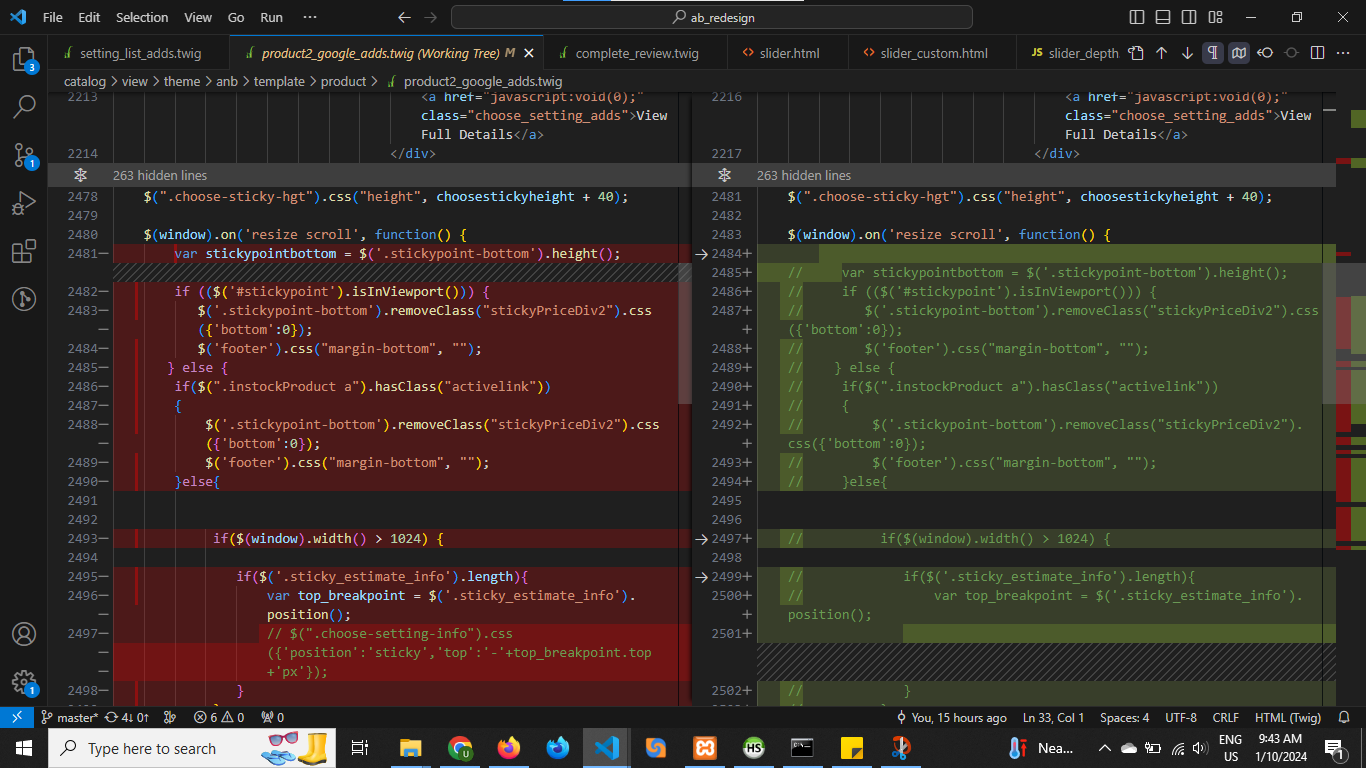 File Edit Selection View Go Run ··· ab_redesign
setting_list_adds.twig product2_google_adds.twig (Working Tree) M complete_review.twig slider.html slider_custom.html JS slider_depth
catalog > view > theme > anb > template > product > product2_google_adds.twig
2213 <a href="javascript:void(0);"
class="choose_setting_adds">View
Full Details</a>
2214 </div>
263 hidden lines
2478 $(".choose-sticky-hgt").css("height", choosestickyheight + 40);
2479
2480 $(window).on('resize scroll', function() {
2481− var stickypointbottom = $('.stickypoint-bottom').height();
2482− if (($('#stickypoint').isInViewport())) {
2483− $('.stickypoint-bottom').removeClass("stickyPriceDiv2").css
− ({'bottom':0});
2484− $('footer').css("margin-bottom", "");
2485− } else {
2486− if($(".instockProduct a").hasClass("activelink"))
2487− {
2488− $('.stickypoint-bottom').removeClass("stickyPriceDiv2").css
− ({'bottom':0});
2489− $('footer').css("margin-bottom", "");
2490− }else{
2491
2492
2493− if($(window).width() > 1024) {
2494
2495− if($('.sticky_estimate_info').length){
2496− var top_breakpoint = $('.sticky_estimate_info').
− position();
2497− // $(".choose-setting-info").css
− ({'position':'sticky','top':'-'+top_breakpoint.top
− +'px'});
2498− }
2216 <a href="javascript:void(0);"
class="choose_setting_adds">View
Full Details</a>
2217 </div>
263 hidden lines
2481 $(".choose-sticky-hgt").css("height", choosestickyheight + 40);
2482
2483 $(window).on('resize scroll', function() {
2484+
2485+ // var stickypointbottom = $('.stickypoint-bottom').height();
2486+ // if (($('#stickypoint').isInViewport())) {
2487+ // $('.stickypoint-bottom').removeClass("stickyPriceDiv2").css
+ ({'bottom':0});
2488+ // $('footer').css("margin-bottom", "");
2489+ // } else {
2490+ // if($(".instockProduct a").hasClass("activelink"))
2491+ // {
2492+ // $('.stickypoint-bottom').removeClass("stickyPriceDiv2").
+ css({'bottom':0});
2493+ // $('footer').css("margin-bottom", "");
2494+ // }else{
2495
2496
2497+ // if($(window).width() > 1024) {
2498
2499+ // if($('.sticky_estimate_info').length){
2500+ // var top_breakpoint = $('.sticky_estimate_info').
+ position();
2501+
2502+ // }
3
1
1
master* 4↓ 0↑ 6 0 0 You, 15 hours ago Ln 33, Col 1 Spaces: 4 UTF-8 CRLF HTML (Twig)
Type here to search u HS Nea... ENG US 9:43 AM 1/10/2024 1